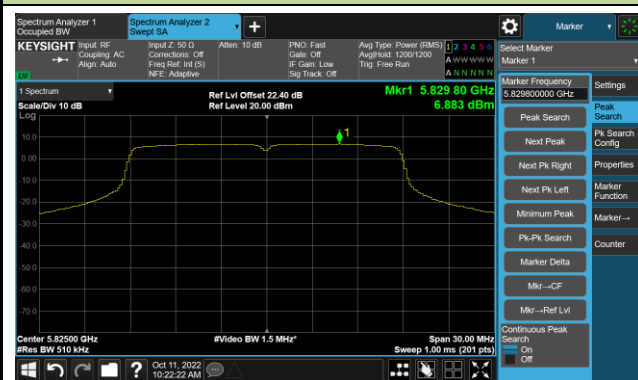 Spectrum Analyzer 1
Occupied BW
Spectrum Analyzer 2
Swept SA
Marker
KEYSIGHT
Input: RF
Coupling: AC
Align: Auto
Input Z: 50 Ω
Corrections: Off
Freq Ref: Int (S)
NFE: Adaptive
Atten: 10 dB
PNO: Fast
Gate: Off
IF Gain: Low
Sig Track: Off
Avg Type: Power (RMS)
Avg|Hold: 1200/1200
Trig: Free Run
1 2 3 4 5 6
A W W W W W
A N N N N N
LXI
Select Marker
Marker 1
1 Spectrum
Scale/Div 10 dB
Log
Ref Lvl Offset 22.40 dB
Ref Level 20.00 dBm
Mkr1 5.829 80 GHz
6.883 dBm
1
10.0
0.00
-10.0
-20.0
-30.0
-40.0
-50.0
-60.0
-70.0
Center 5.82500 GHz
#Res BW 510 kHz
#Video BW 1.5 MHz*
Span 30.00 MHz
Sweep 1.00 ms (201 pts)
Marker Frequency
5.829800000 GHz
Peak Search
Next Peak
Next Pk Right
Next Pk Left
Minimum Peak
Pk-Pk Search
Marker Delta
Mkr→CF
Mkr→Ref Lvl
Continuous Peak
Search
On
Off
Settings
Peak
Search
Pk Search
Config
Properties
Marker
Function
Marker→
Counter
Oct 11, 2022
10:22:22 AM